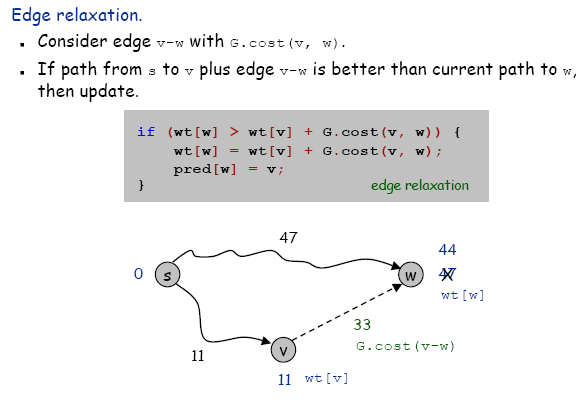 Edge relaxation.
Consider edge v-w with G.cost(v, w).
If path from s to v plus edge v-w is better than current path to w,
then update.
if (wt[w] > wt[v] + G.cost(v, w)) {
wt[w] = wt[v] + G.cost(v, w);
pred[w] = v;
}
edge relaxation
47
44
0
s
w
47
wt[w]
33
G.cost(v-w)
11
v
11 wt[v]